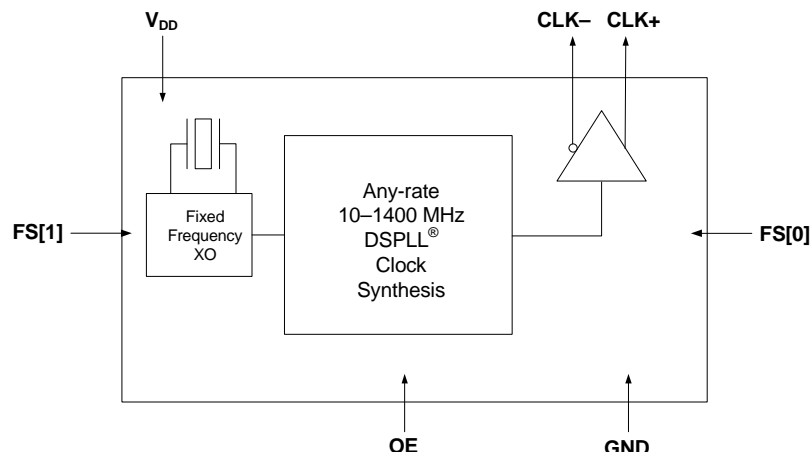 V_DD
CLK– CLK+
Fixed
Frequency
XO
Any-rate
10–1400 MHz
DSPLL®
Clock
Synthesis
FS[1]
FS[0]
OE
GND